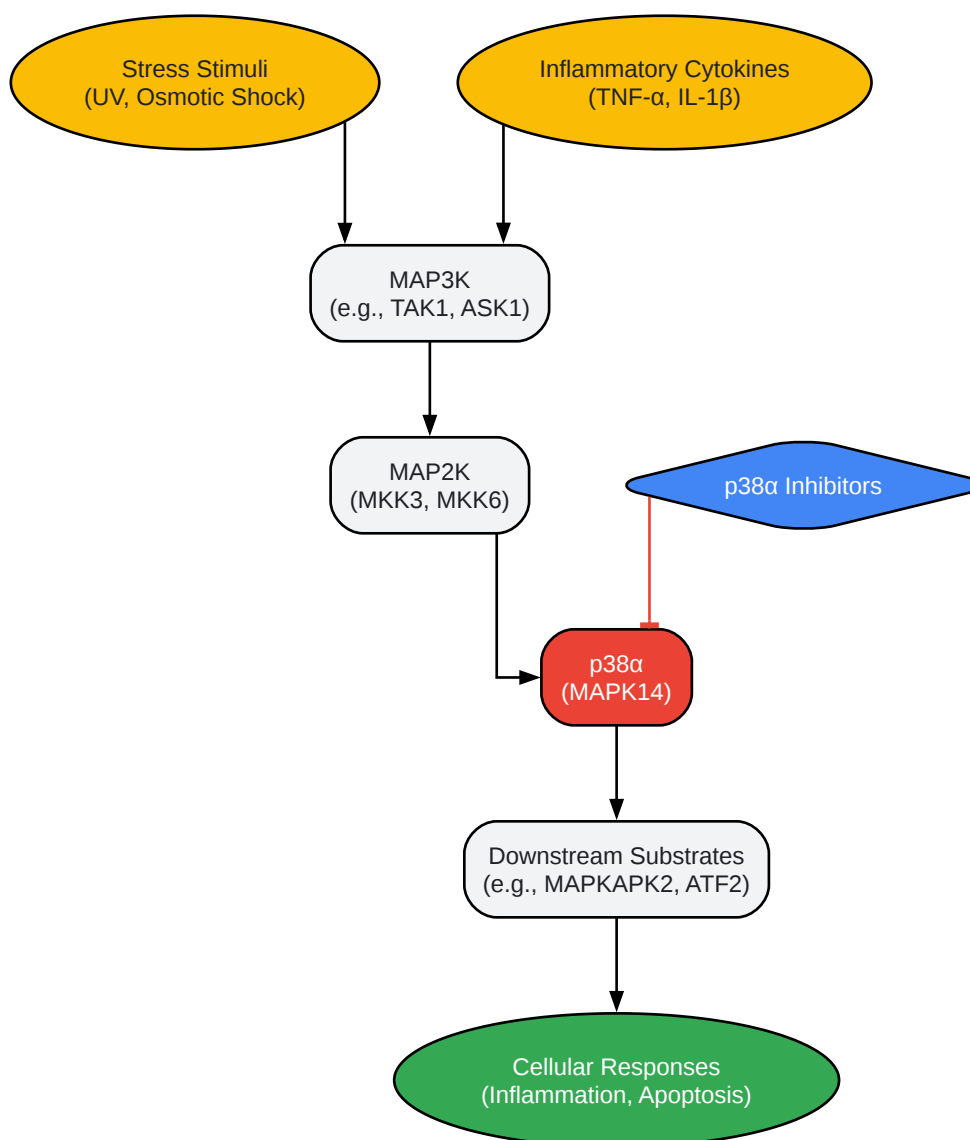 Stress Stimuli
(UV, Osmotic Shock)
Inflammatory Cytokines
(TNF-α, IL-1β)
MAP3K
(e.g., TAK1, ASK1)
MAP2K
(MKK3, MKK6)
p38α Inhibitors
p38α
(MAPK14)
Downstream Substrates
(e.g., MAPKAPK2, ATF2)
Cellular Responses
(Inflammation, Apoptosis)